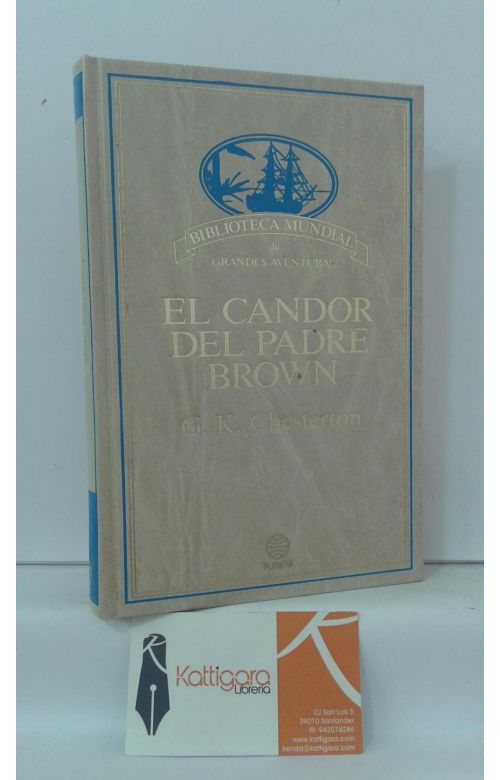 BIBLIOTECA MUNDIAL
de
GRANDES AVENTURAS
EL CANDOR
DEL PADRE
BROWN
G. K. Chesterton
PLANETA
Kattigara
Librería
C/ San Luis 5
39010 Santander
tlf: 942074286
www.kattigara.com
tienda@kattigara.com